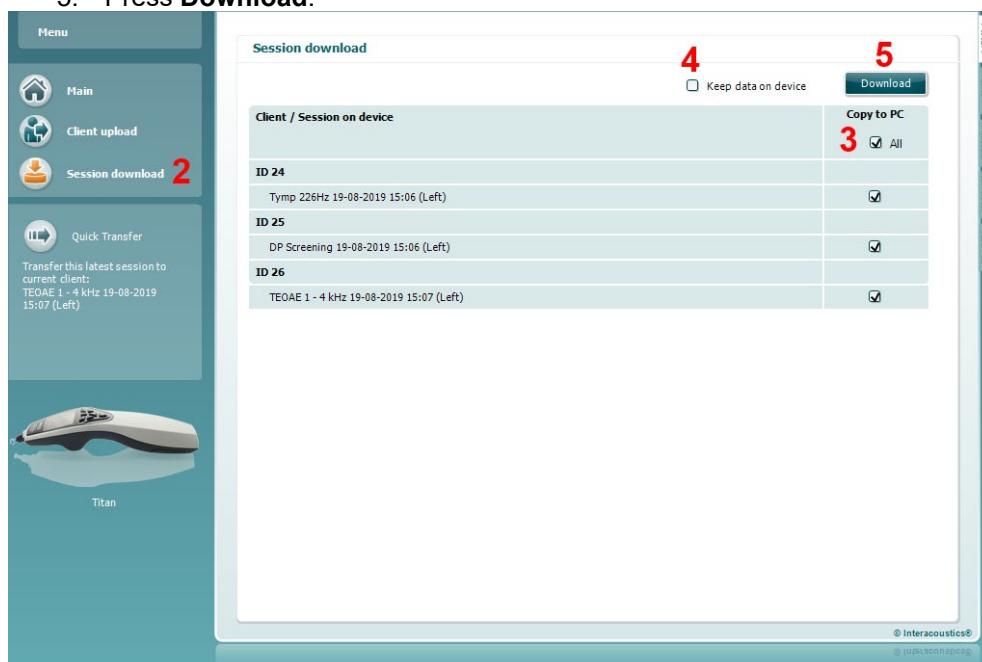 5. Press Download.
Menu
Main
Client upload
Session download 2
Quick Transfer
Transfer this latest session to
current client:
TEOAE 1 - 4 kHz 19-08-2019
15:07 (Left)
Titan
Session download
4
5
Keep data on device
Download
Client / Session on device
Copy to PC
3
All
ID 24
Tymp 226Hz 19-08-2019 15:06 (Left)
ID 25
DP Screening 19-08-2019 15:06 (Left)
ID 26
TEOAE 1 - 4 kHz 19-08-2019 15:07 (Left)
© Interacoustics®